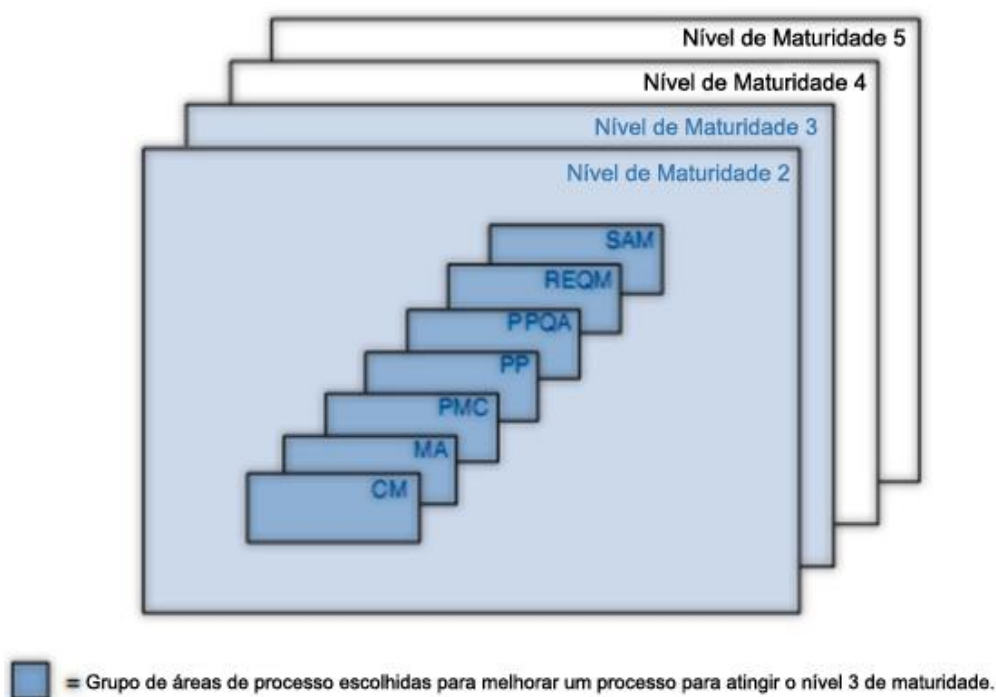 Nível de Maturidade 5
Nível de Maturidade 4
Nível de Maturidade 3
Nível de Maturidade 2
SAM
REQM
PPQA
PP
PMC
MA
CM
= Grupo de áreas de processo escolhidas para melhorar um processo para atingir o nível 3 de maturidade.